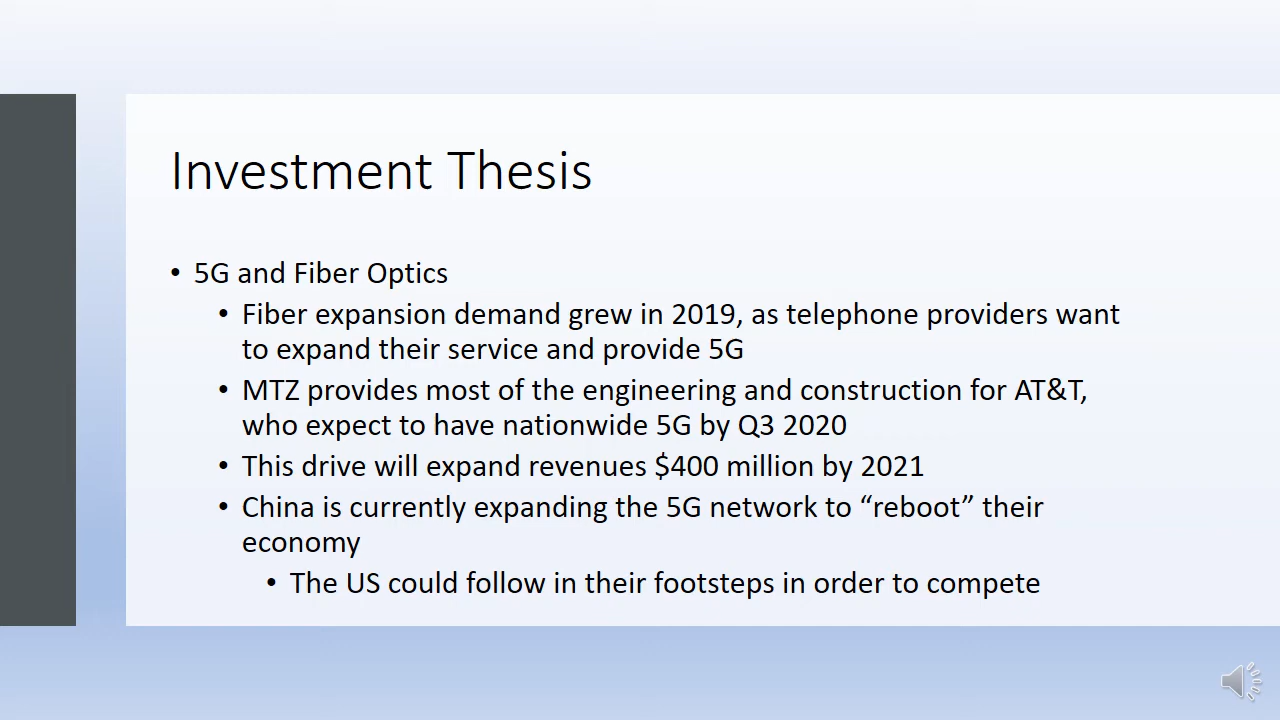 Investment Thesis
• 5G and Fiber Optics
• Fiber expansion demand grew in 2019, as telephone providers want
to expand their service and provide 5G
• MTZ provides most of the engineering and construction for AT&T,
who expect to have nationwide 5G by Q3 2020
• This drive will expand revenues $400 million by 2021
• China is currently expanding the 5G network to “reboot” their
economy
• The US could follow in their footsteps in order to compete